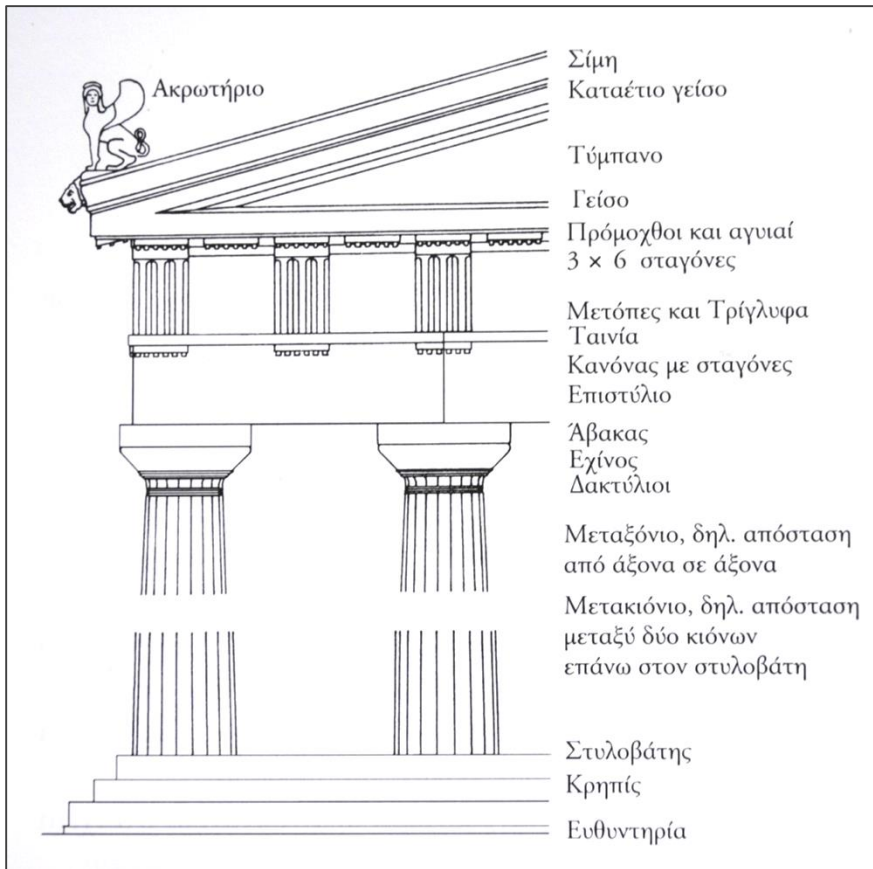 Ακρωτήριο
Σίμη
Καταέτιο γείσο
Τύμπανο
Γείσο
Πρόμοχθοι και αγυιαί
3 × 6 σταγόνες
Μετόπες και Τρίγλυφα
Ταινία
Κανόνας με σταγόνες
Επιστύλιο
Άβακας
Εχίνος
Δακτύλιοι
Μεταξόνιο, δηλ. απόσταση
από άξονα σε άξονα
Μετακιόνιο, δηλ. απόσταση
μεταξύ δύο κιόνων
επάνω στον στυλοβάτη
Στυλοβάτης
Κρηπίς
Ευθυντηρία